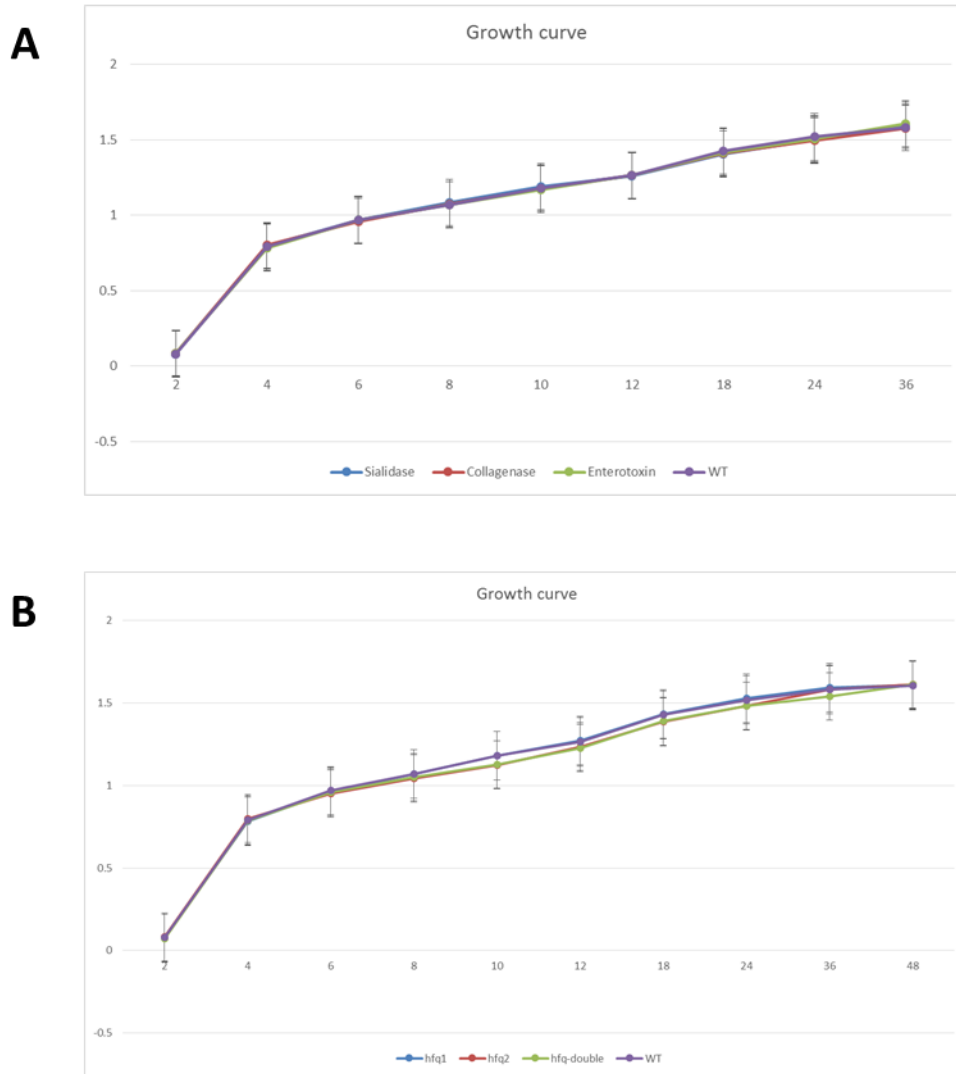 A
Growth curve
2
1.5
1
0.5
0
2 4 6 8 10 12 18 24 36
-0.5
Sialidase Collagenase Enterotoxin WT
B
Growth curve
2
1.5
1
0.5
0
2 4 6 8 10 12 18 24 36 48
-0.5
hfq1 hfq2 hfq-double WT